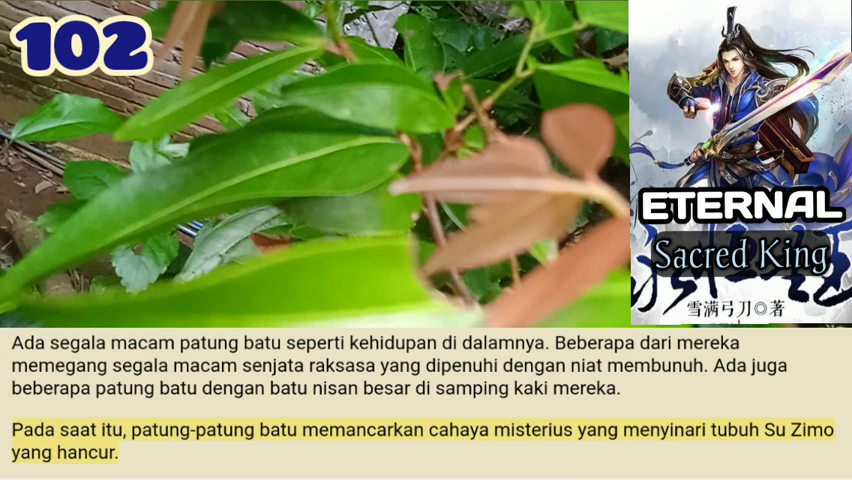 102
ETERNAL
Sacred King
雪满弓刀◎著
Ada segala macam patung batu seperti kehidupan di dalamnya. Beberapa dari mereka
memegang segala macam senjata raksasa yang dipenuhi dengan niat membunuh. Ada juga
beberapa patung batu dengan batu nisan besar di samping kaki mereka.
Pada saat itu, patung-patung batu memancarkan cahaya misterius yang menyinari tubuh Su Zimo
yang hancur.